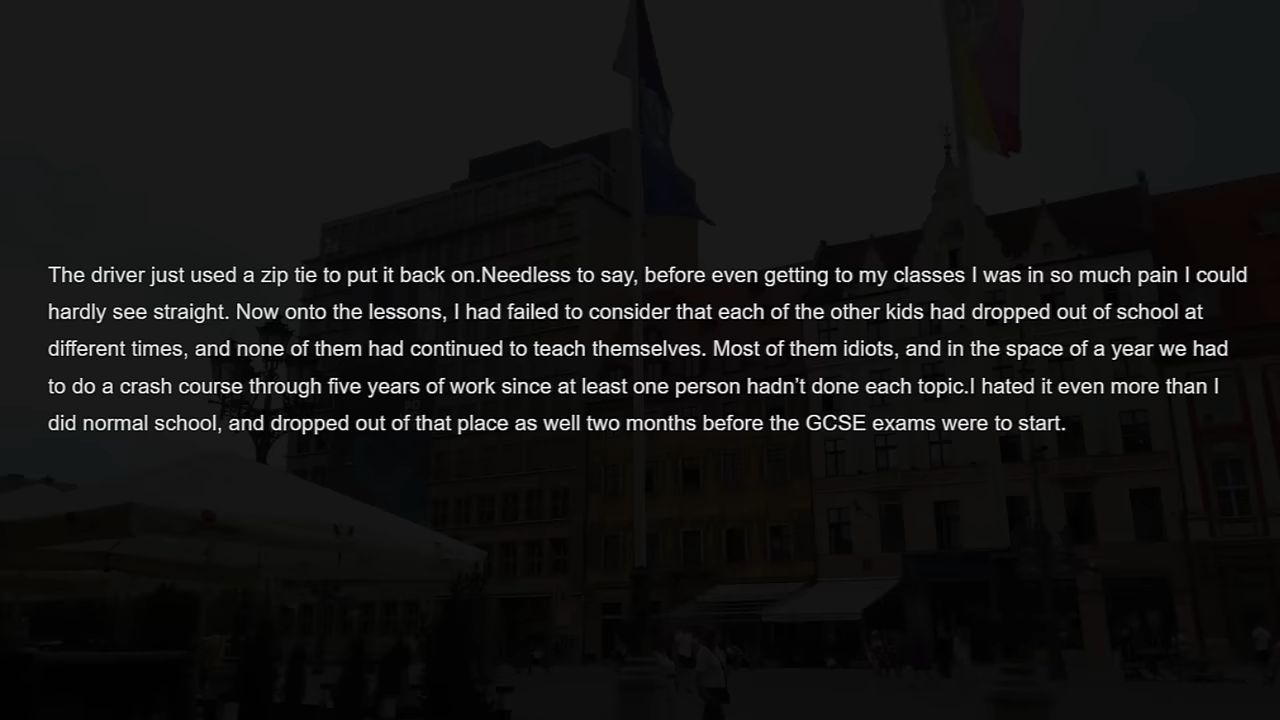 The driver just used a zip tie to put it back on.Needless to say, before even getting to my classes I was in so much pain I could
hardly see straight. Now onto the lessons, I had failed to consider that each of the other kids had dropped out of school at
different times, and none of them had continued to teach themselves. Most of them idiots, and in the space of a year we had
to do a crash course through five years of work since at least one person hadn’t done each topic.I hated it even more than I
did normal school, and dropped out of that place as well two months before the GCSE exams were to start.